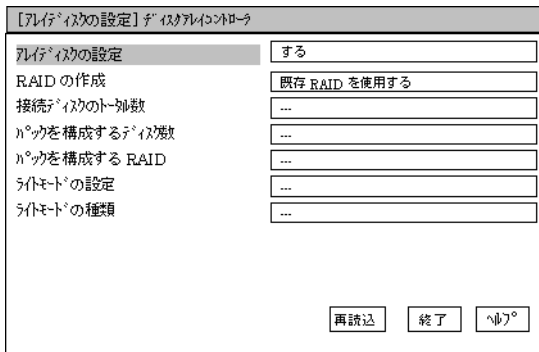 [ｱﾚｲﾃﾞｨｽｸの設定] ﾃﾞｨｽｸｱﾚｲｺﾝﾄﾛｰﾗ
ｱﾚｲﾃﾞｨｽｸの設定 する
RAID の作成 既存 RAID を使用する
接続ﾃﾞｨｽｸのﾄｰﾀﾙ数 ...
ﾊﾟｯｸを構成するﾃﾞｨｽｸ数 ...
ﾊﾟｯｸを構成する RAID ...
ﾗｲﾄﾓｰﾄﾞの設定 ...
ﾗｲﾄﾓｰﾄﾞの種類 ...
再読込 終了 ﾍﾙﾌﾟ